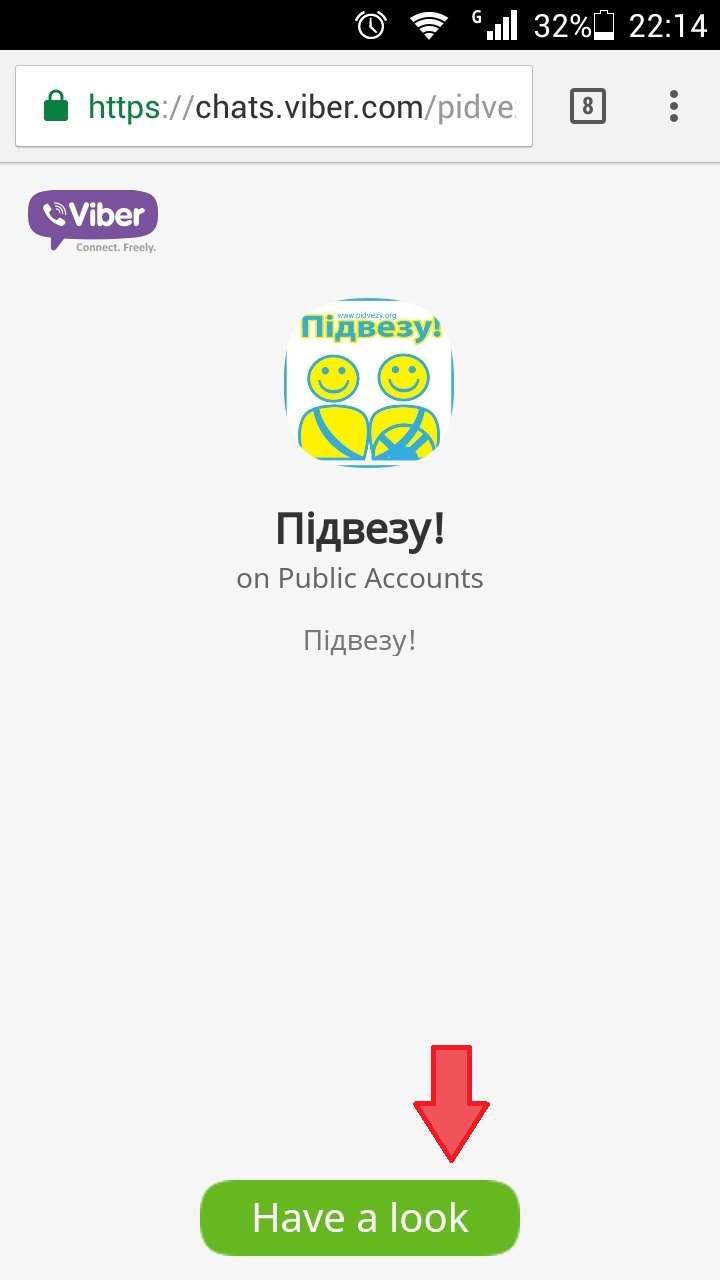 G 32% 22:14
https://chats.viber.com/pidve
8
Viber
Connect. Freely.
www.pidvezy.org
Підвезу!
Підвезу!
on Public Accounts
Підвезу!
Have a look